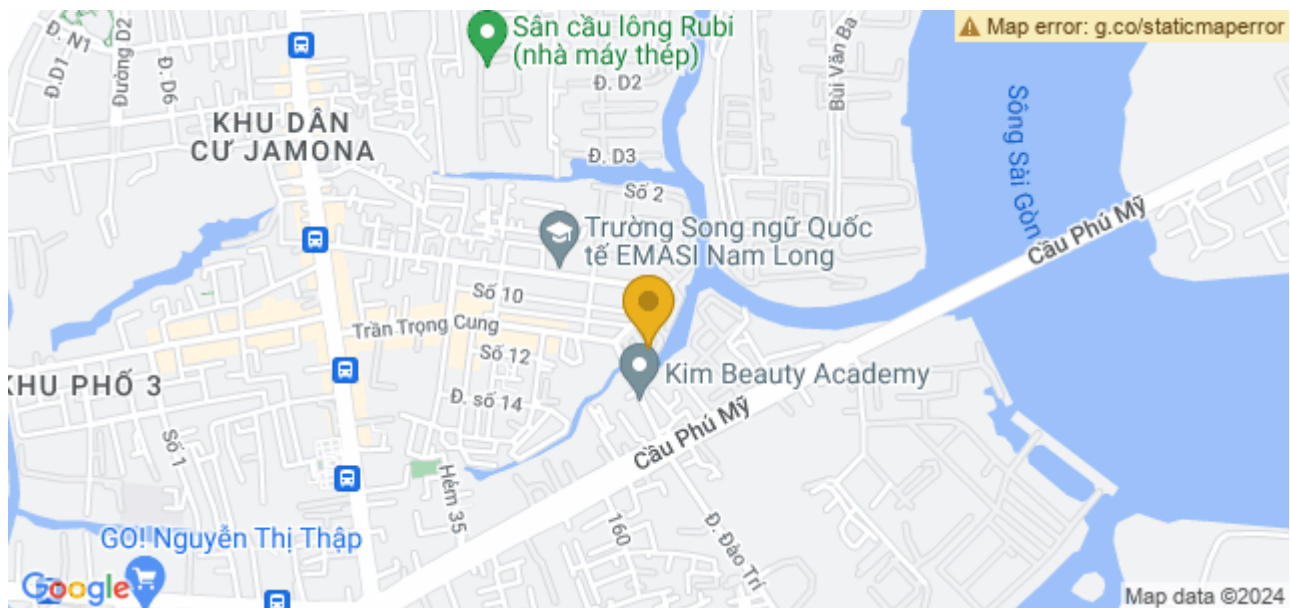 Đ. N1
Đường D2
Đ.D1
Đ. D6
Sân cầu lông Rubi
(nhà máy thép)
Đ. D2
Bùi Văn Ba
Map error: g.co/staticmaperror
KHU DÂN
CƯ JAMONA
Đ. D3
Số 2
Sông Sài Gòn
Trường Song ngữ Quốc
tế EMASI Nam Long
Cầu Phú Mỹ
Số 10
Trần Trọng Cung
Số 12
KHU PHỐ 3
Đ. số 14
Kim Beauty Academy
Cầu Phú Mỹ
Số 1
Hẻm 35
160
Đ. Đào Trí
GO! Nguyễn Thị Thập
Google
Map data ©2024